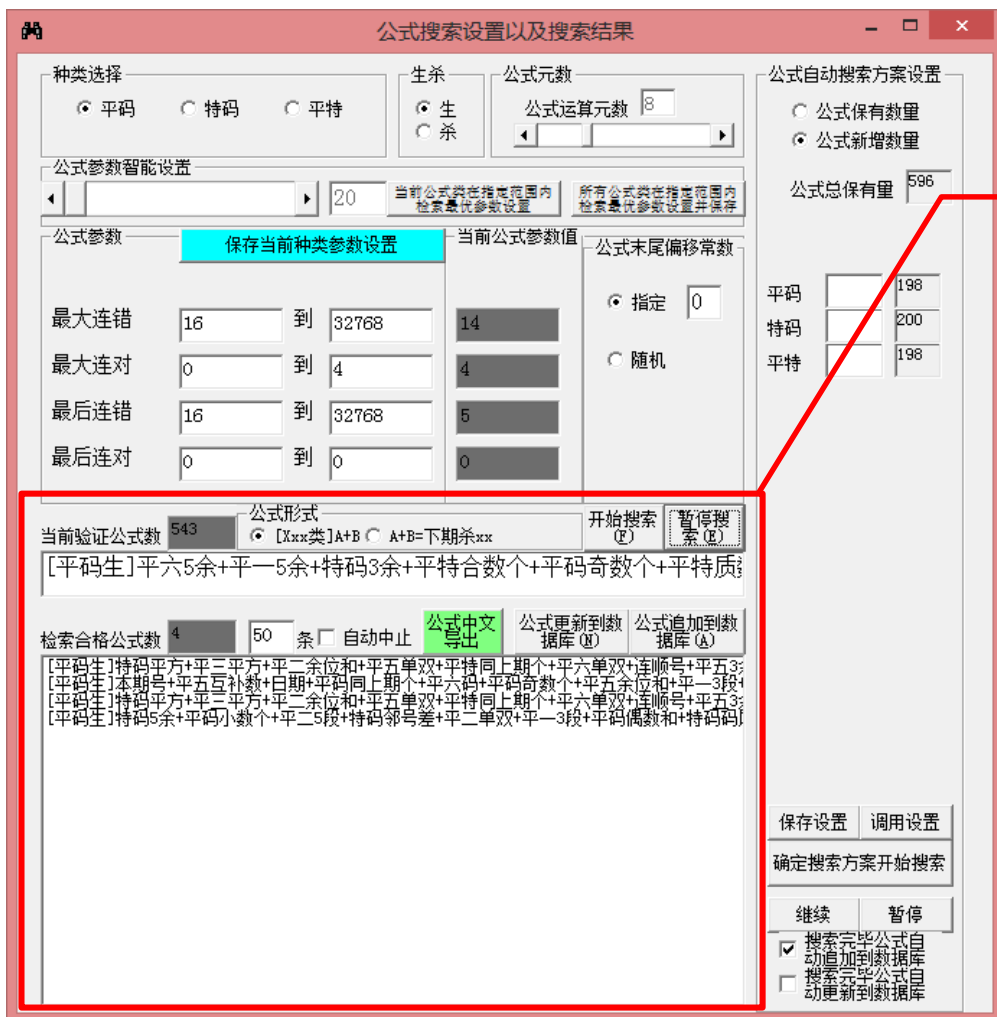 公式搜索设置以及搜索结果
种类选择
平码 特码 平特
生杀
生
杀
公式元数
公式运算元数 8
公式自动搜索方案设置
公式保有数量
公式新增数量
公式总保有量 596
公式参数智能设置
20
当前公式类在指定范围内
检索最优参数设置
所有公式类在指定范围内
检索最优参数设置并保存
公式参数
保存当前种类参数设置
当前公式参数值
公式末尾偏移常数
指定 0
随机
最大连错 16 到 32768 14
最大连对 0 到 4 4
最后连错 16 到 32768 5
最后连对 0 到 0 0
平码 198
特码 200
平特 198
当前验证公式数 543
公式形式
[Xxx类]A+B A+B=下期杀xx
开始搜索
(F)
暂停搜
索(E)
[平码生]平六5余+平一5余+特码3余+平特合数个+平码奇数个+平特质
检索合格公式数 4
50 条 自动中止
公式中文
导出
公式更新到数
据库(N)
公式追加到数
据库(A)
[平码生]特码平方+平三平方+平二余位和+平五单双+平特同上期个+平六单双+连顺号+平五3
[平码生]本期号+平五互补数+日期+平码同上期个+平六码+平码奇数个+平五余位和+平一3段
[平码生]特码平方+平三平方+平二余位和+平五单双+平特同上期个+平六单双+连顺号+平五3
[平码生]特码5余+平码小数个+平二5段+特码邻号差+平二单双+平一3段+平码偶数和+特码码
保存设置 调用设置
确定搜索方案开始搜索
继续 暂停
搜索完毕公式自
动追加到数据库
搜索完毕公式自
动更新到数据库